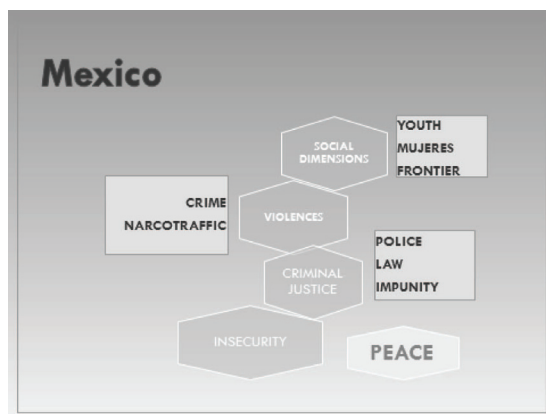 Mexico
SOCIAL
DIMENSIONS
YOUTH
MUJERES
FRONTIER
CRIME
NARCOTRAFFIC
VIOLENCES
CRIMINAL
JUSTICE
POLICE
LAW
IMPUNITY
INSECURITY
PEACE